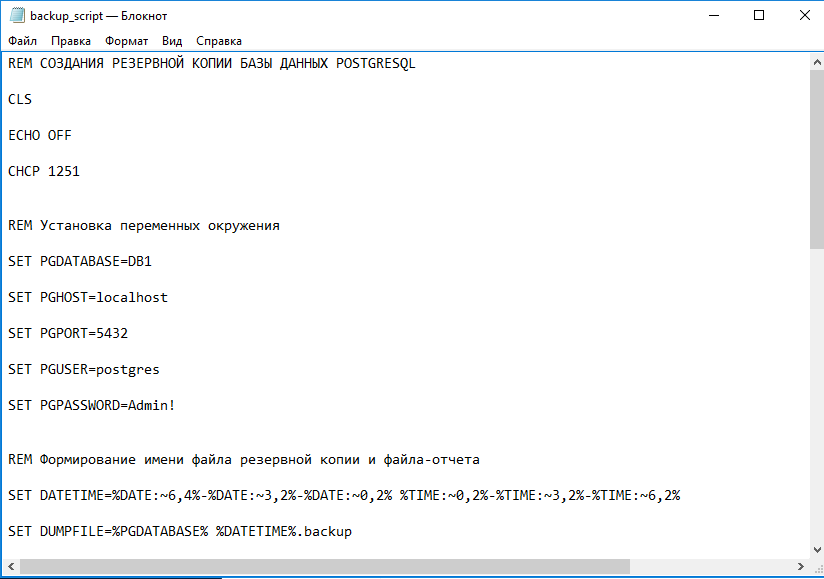 backup_script — Блокнот
Файл Правка Формат Вид Справка
REM СОЗДАНИЯ РЕЗЕРВНОЙ КОПИИ БАЗЫ ДАННЫХ POSTGRESQL
CLS
ECHO OFF
CHCP 1251
REM Установка переменных окружения
SET PGDATABASE=DB1
SET PGHOST=localhost
SET PGPORT=5432
SET PGUSER=postgres
SET PGPASSWORD=Admin!
REM Формирование имени файла резервной копии и файла-отчета
SET DATETIME=%DATE:~6,4%-%DATE:~3,2%-%DATE:~0,2% %TIME:~0,2%-%TIME:~3,2%-%TIME:~6,2%
SET DUMPFILE=%PGDATABASE% %DATETIME%.backup